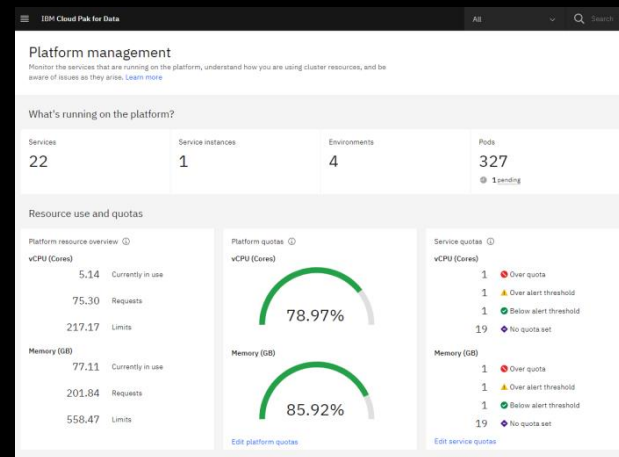 IBM Cloud Pak for Data
All
Search
Platform management
Monitor the services that are running on the platform, understand how you are using cluster resources, and be
aware of issues as they arise. Learn more
What's running on the platform?
Services
22
Service instances
1
Environments
4
Pods
327
1 pending
Resource use and quotas
Platform resource overview
vCPU (Cores)
5.14 Currently in use
75.30 Requests
217.17 Limits
Memory (GB)
77.11 Currently in use
201.84 Requests
558.47 Limits
Platform quotas
vCPU (Cores)
78.97%
Memory (GB)
85.92%
Edit platform quotas
Service quotas
vCPU (Cores)
1 Over quota
1 Over alert threshold
1 Below alert threshold
19 No quota set
Memory (GB)
1 Over quota
1 Over alert threshold
1 Below alert threshold
19 No quota set
Edit service quotas